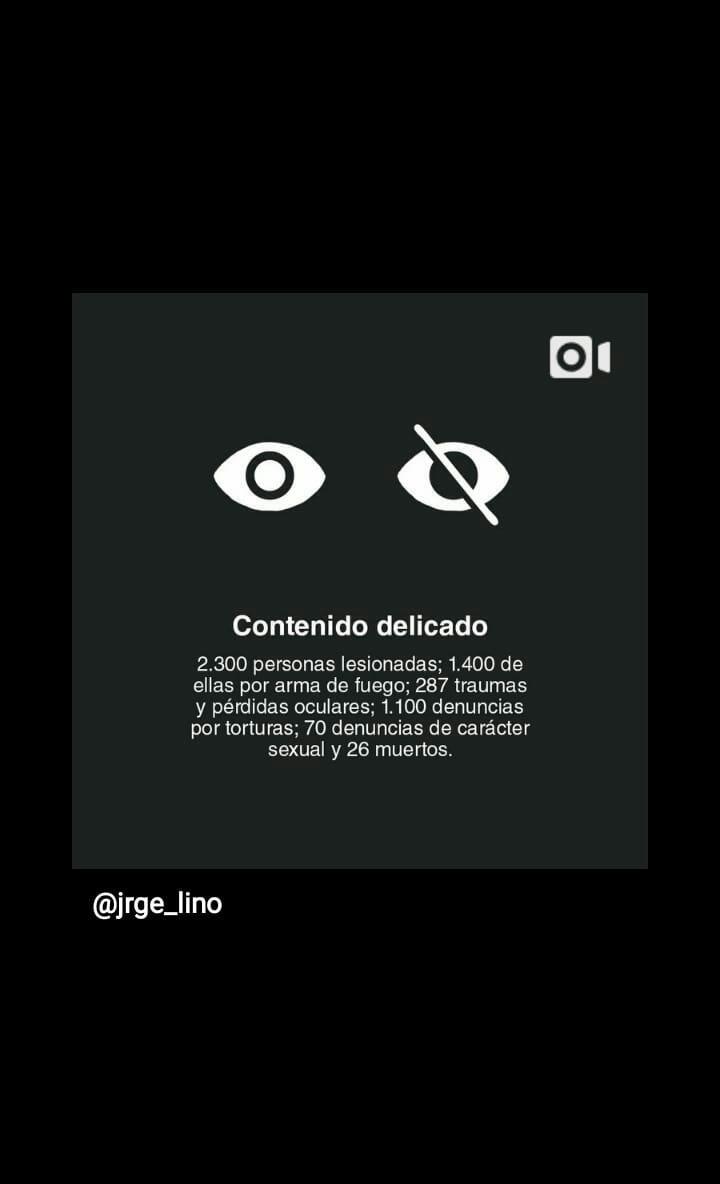 Contenido delicado
2.300 personas lesionadas; 1.400 de
ellas por arma de fuego; 287 traumas
y pérdidas oculares; 1.100 denuncias
por torturas; 70 denuncias de carácter
sexual y 26 muertos.
@jrge_lino